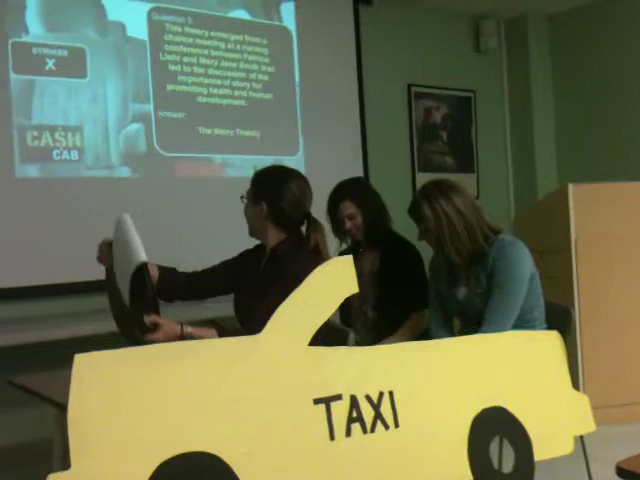 STRIKES
X
CASH
CAB
Question 3:
This theory emerged from a
chance meeting at a nursing
conference between Patricia
Liehr and Mary Jane Smith that
led to the discussion of the
importance of story for
promoting health and human
development.
"The Story Theory"
TAXI